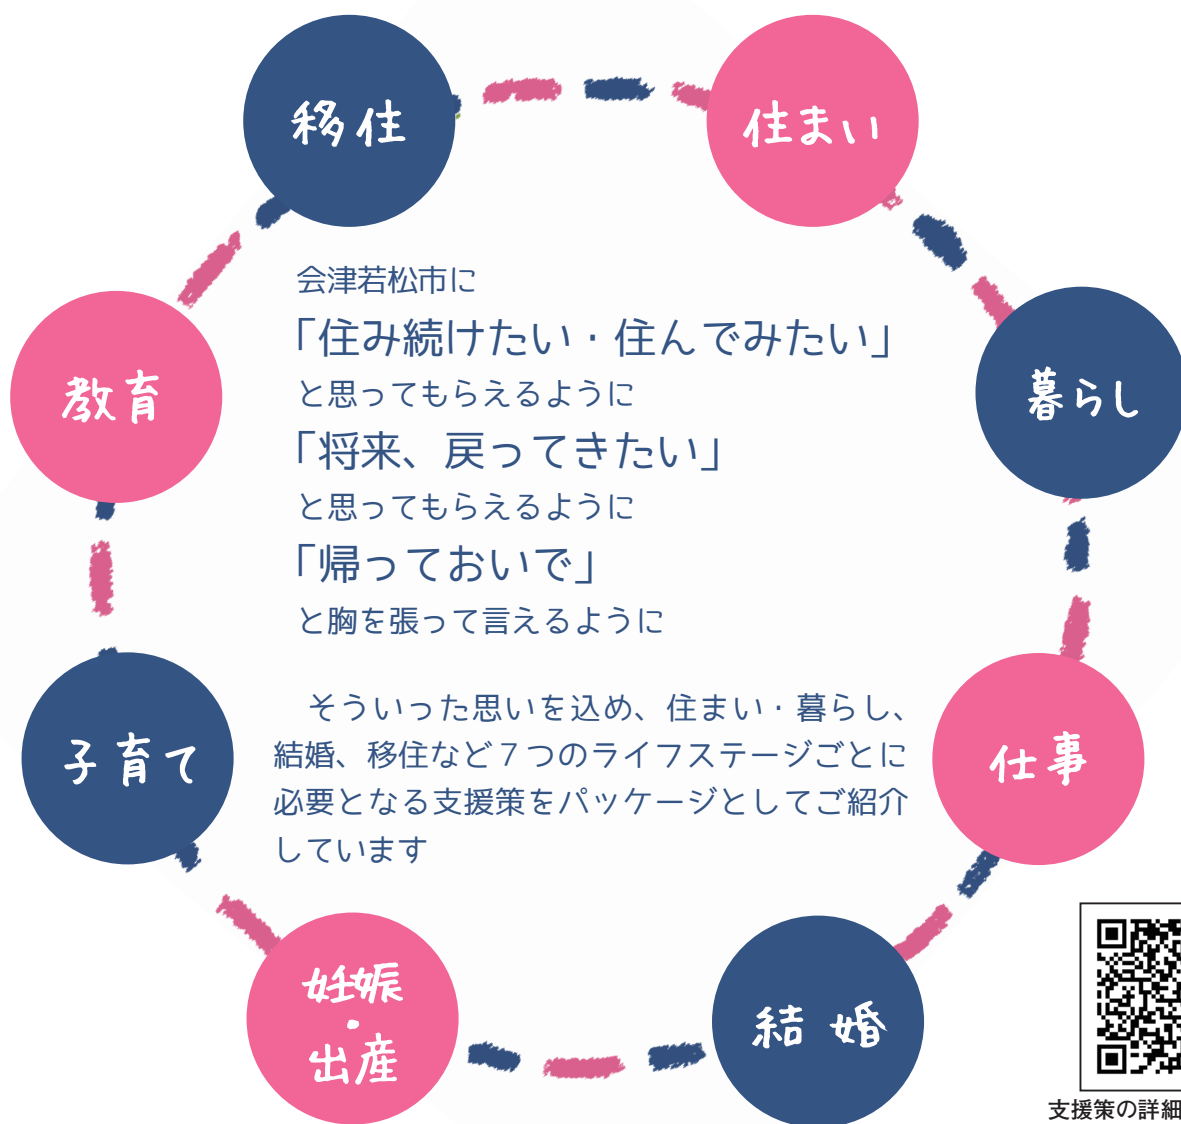 移住
住まい
教育
暮らし
会津若松市に
「住み続けたい・住んでみたい」
と思ってもらえるように
「将来、戻ってきたい」
と思ってもらえるように
「帰っておいで」
と胸を張って言えるように
そういった思いを込め、住まい・暮らし、
結婚、移住など７つのライフステージごとに
必要となる支援策をパッケージとしてご紹介
しています
子育て
仕事
妊娠
・
出産
結婚
支援策の詳細